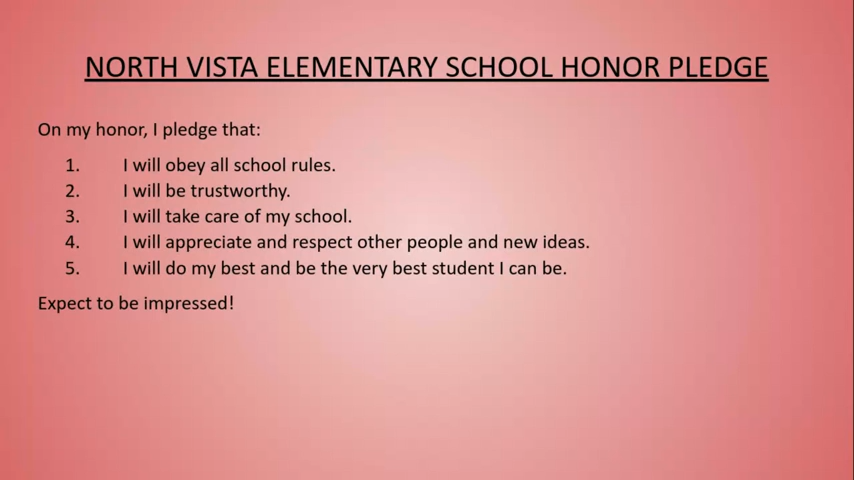 NORTH VISTA ELEMENTARY SCHOOL HONOR PLEDGE
On my honor, I pledge that:
1. I will obey all school rules.
2. I will be trustworthy.
3. I will take care of my school.
4. I will appreciate and respect other people and new ideas.
5. I will do my best and be the very best student I can be.
Expect to be impressed!